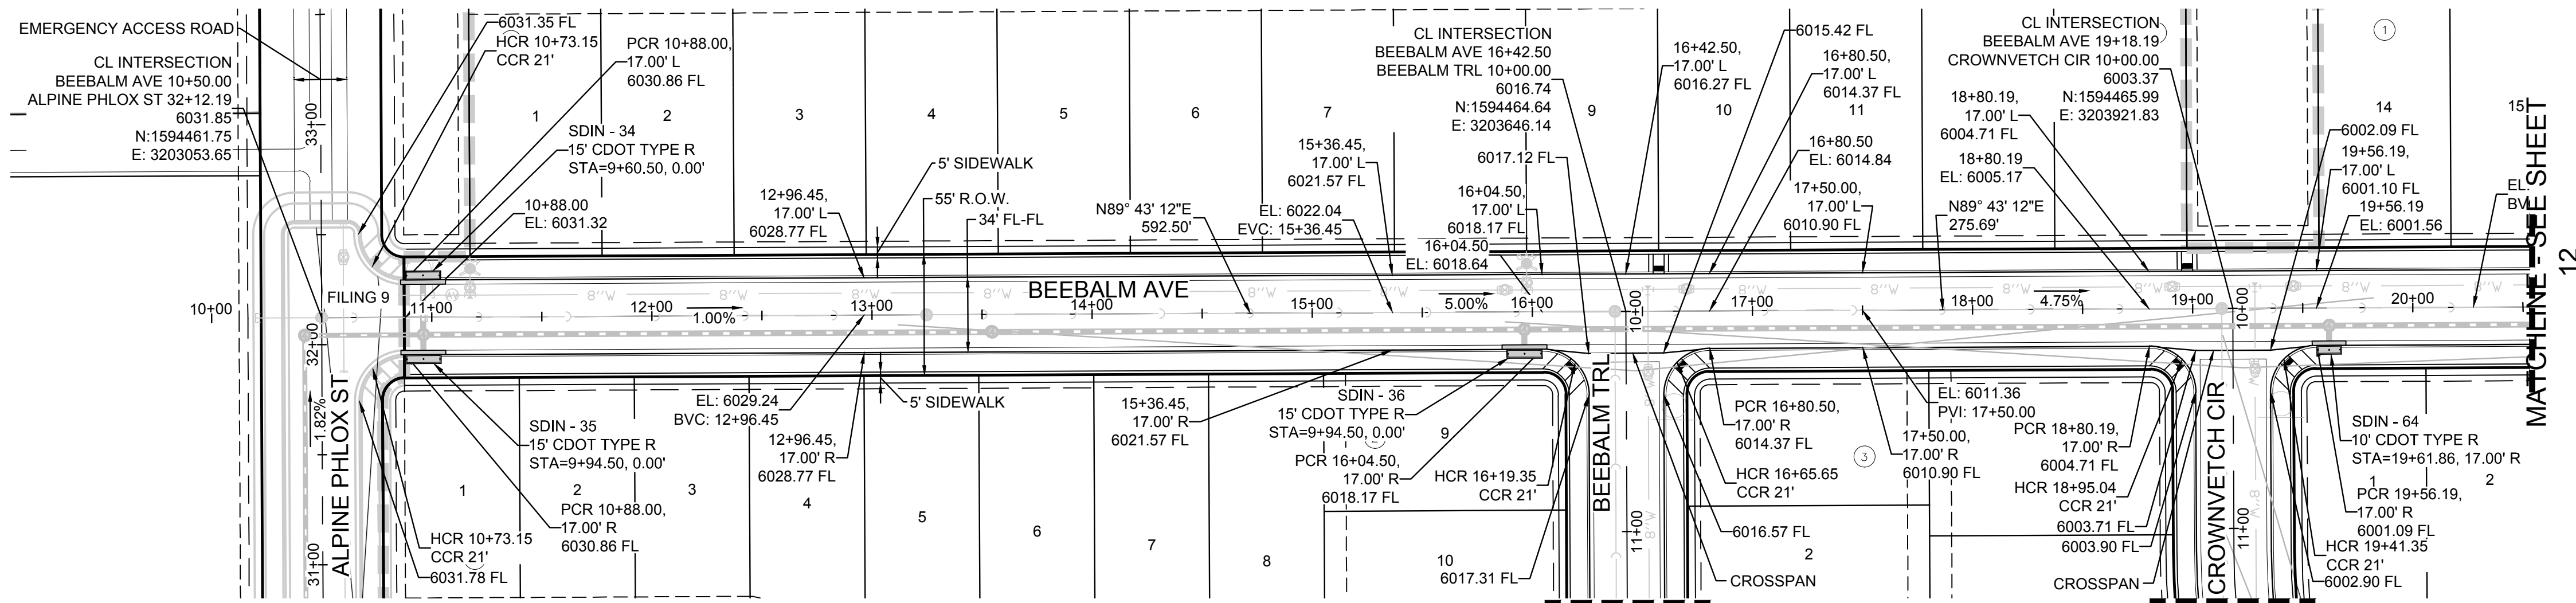 EMERGENCY ACCESS ROAD
CL INTERSECTION
BEEBALM AVE 10+50.00
ALPINE PHLOX ST 32+12.19
6031.85
N:1594461.75
E: 3203053.65
33+00
6031.35 FL
HCR 10+73.15
CCR 21'
PCR 10+88.00,
17.00' L
6030.86 FL
SDIN - 34
15' CDOT TYPE R
STA=9+60.50, 0.00'
10+88.00
EL: 6031.32
1
2
3
4
5
6
7
9
10
11
14
15
1
12+96.45,
17.00' L
6028.77 FL
5' SIDEWALK
55' R.O.W.
34' FL-FL
N89° 43' 12"E
592.50'
EL: 6022.04
EVC: 15+36.45
15+36.45,
17.00' L
6021.57 FL
CL INTERSECTION
BEEBALM AVE 16+42.50
BEEBALM TRL 10+00.00
6016.74
N:1594464.64
E: 3203646.14
6017.12 FL
16+04.50,
17.00' L
6018.17 FL
16+04.50
EL: 6018.64
16+42.50,
17.00' L
6016.27 FL
6015.42 FL
16+80.50,
17.00' L
6014.37 FL
16+80.50
EL: 6014.84
17+50.00,
17.00' L
6010.90 FL
N89° 43' 12"E
275.69'
CL INTERSECTION
BEEBALM AVE 19+18.19
CROWNVETCH CIR 10+00.00
6003.37
N:1594465.99
E: 3203921.83
18+80.19,
17.00' L
6004.71 FL
18+80.19
EL: 6005.17
6002.09 FL
19+56.19,
17.00' L
6001.10 FL
19+56.19
EL: 6001.56
EL:
BV
MATCHLINE - SEE SHEET
12
10+00
FILING 9
11+00
12+00
1.00%
13+00
14+00
BEEBALM AVE
15+00
5.00%
16+00
10+00
17+00
18+00
4.75%
19+00
10+00
20+00
8"W
8"W
8"W
8"W
8"W
8"W
8"W
8"W
8"W
8"W
8"W
8"W
32+00
1.82%
31+00
ALPINE PHLOX ST
HCR 10+73.15
CCR 21'
6031.78 FL
SDIN - 35
15' CDOT TYPE R
STA=9+94.50, 0.00'
PCR 10+88.00,
17.00' R
6030.86 FL
EL: 6029.24
BVC: 12+96.45
12+96.45,
17.00' R
6028.77 FL
5' SIDEWALK
15+36.45,
17.00' R
6021.57 FL
SDIN - 36
15' CDOT TYPE R
STA=9+94.50, 0.00'
PCR 16+04.50,
17.00' R
6018.17 FL
HCR 16+19.35
CCR 21'
6017.31 FL
1
2
3
4
5
6
7
8
9
10
BEEBALM TRL
11+00
8"W
PCR 16+80.50,
17.00' R
6014.37 FL
HCR 16+65.65
CCR 21'
6016.57 FL
CROSSPAN
2
3
EL: 6011.36
PVI: 17+50.00
17+50.00,
17.00' R
6010.90 FL
PCR 18+80.19,
17.00' R
6004.71 FL
HCR 18+95.04
CCR 21'
6003.71 FL
6003.90 FL
CROSSPAN
CROWNVETCH CIR
11+00
8"W
SDIN - 64
10' CDOT TYPE R
STA=19+61.86, 17.00' R
1
2
PCR 19+56.19,
17.00' R
6001.09 FL
HCR 19+41.35
CCR 21'
6002.90 FL